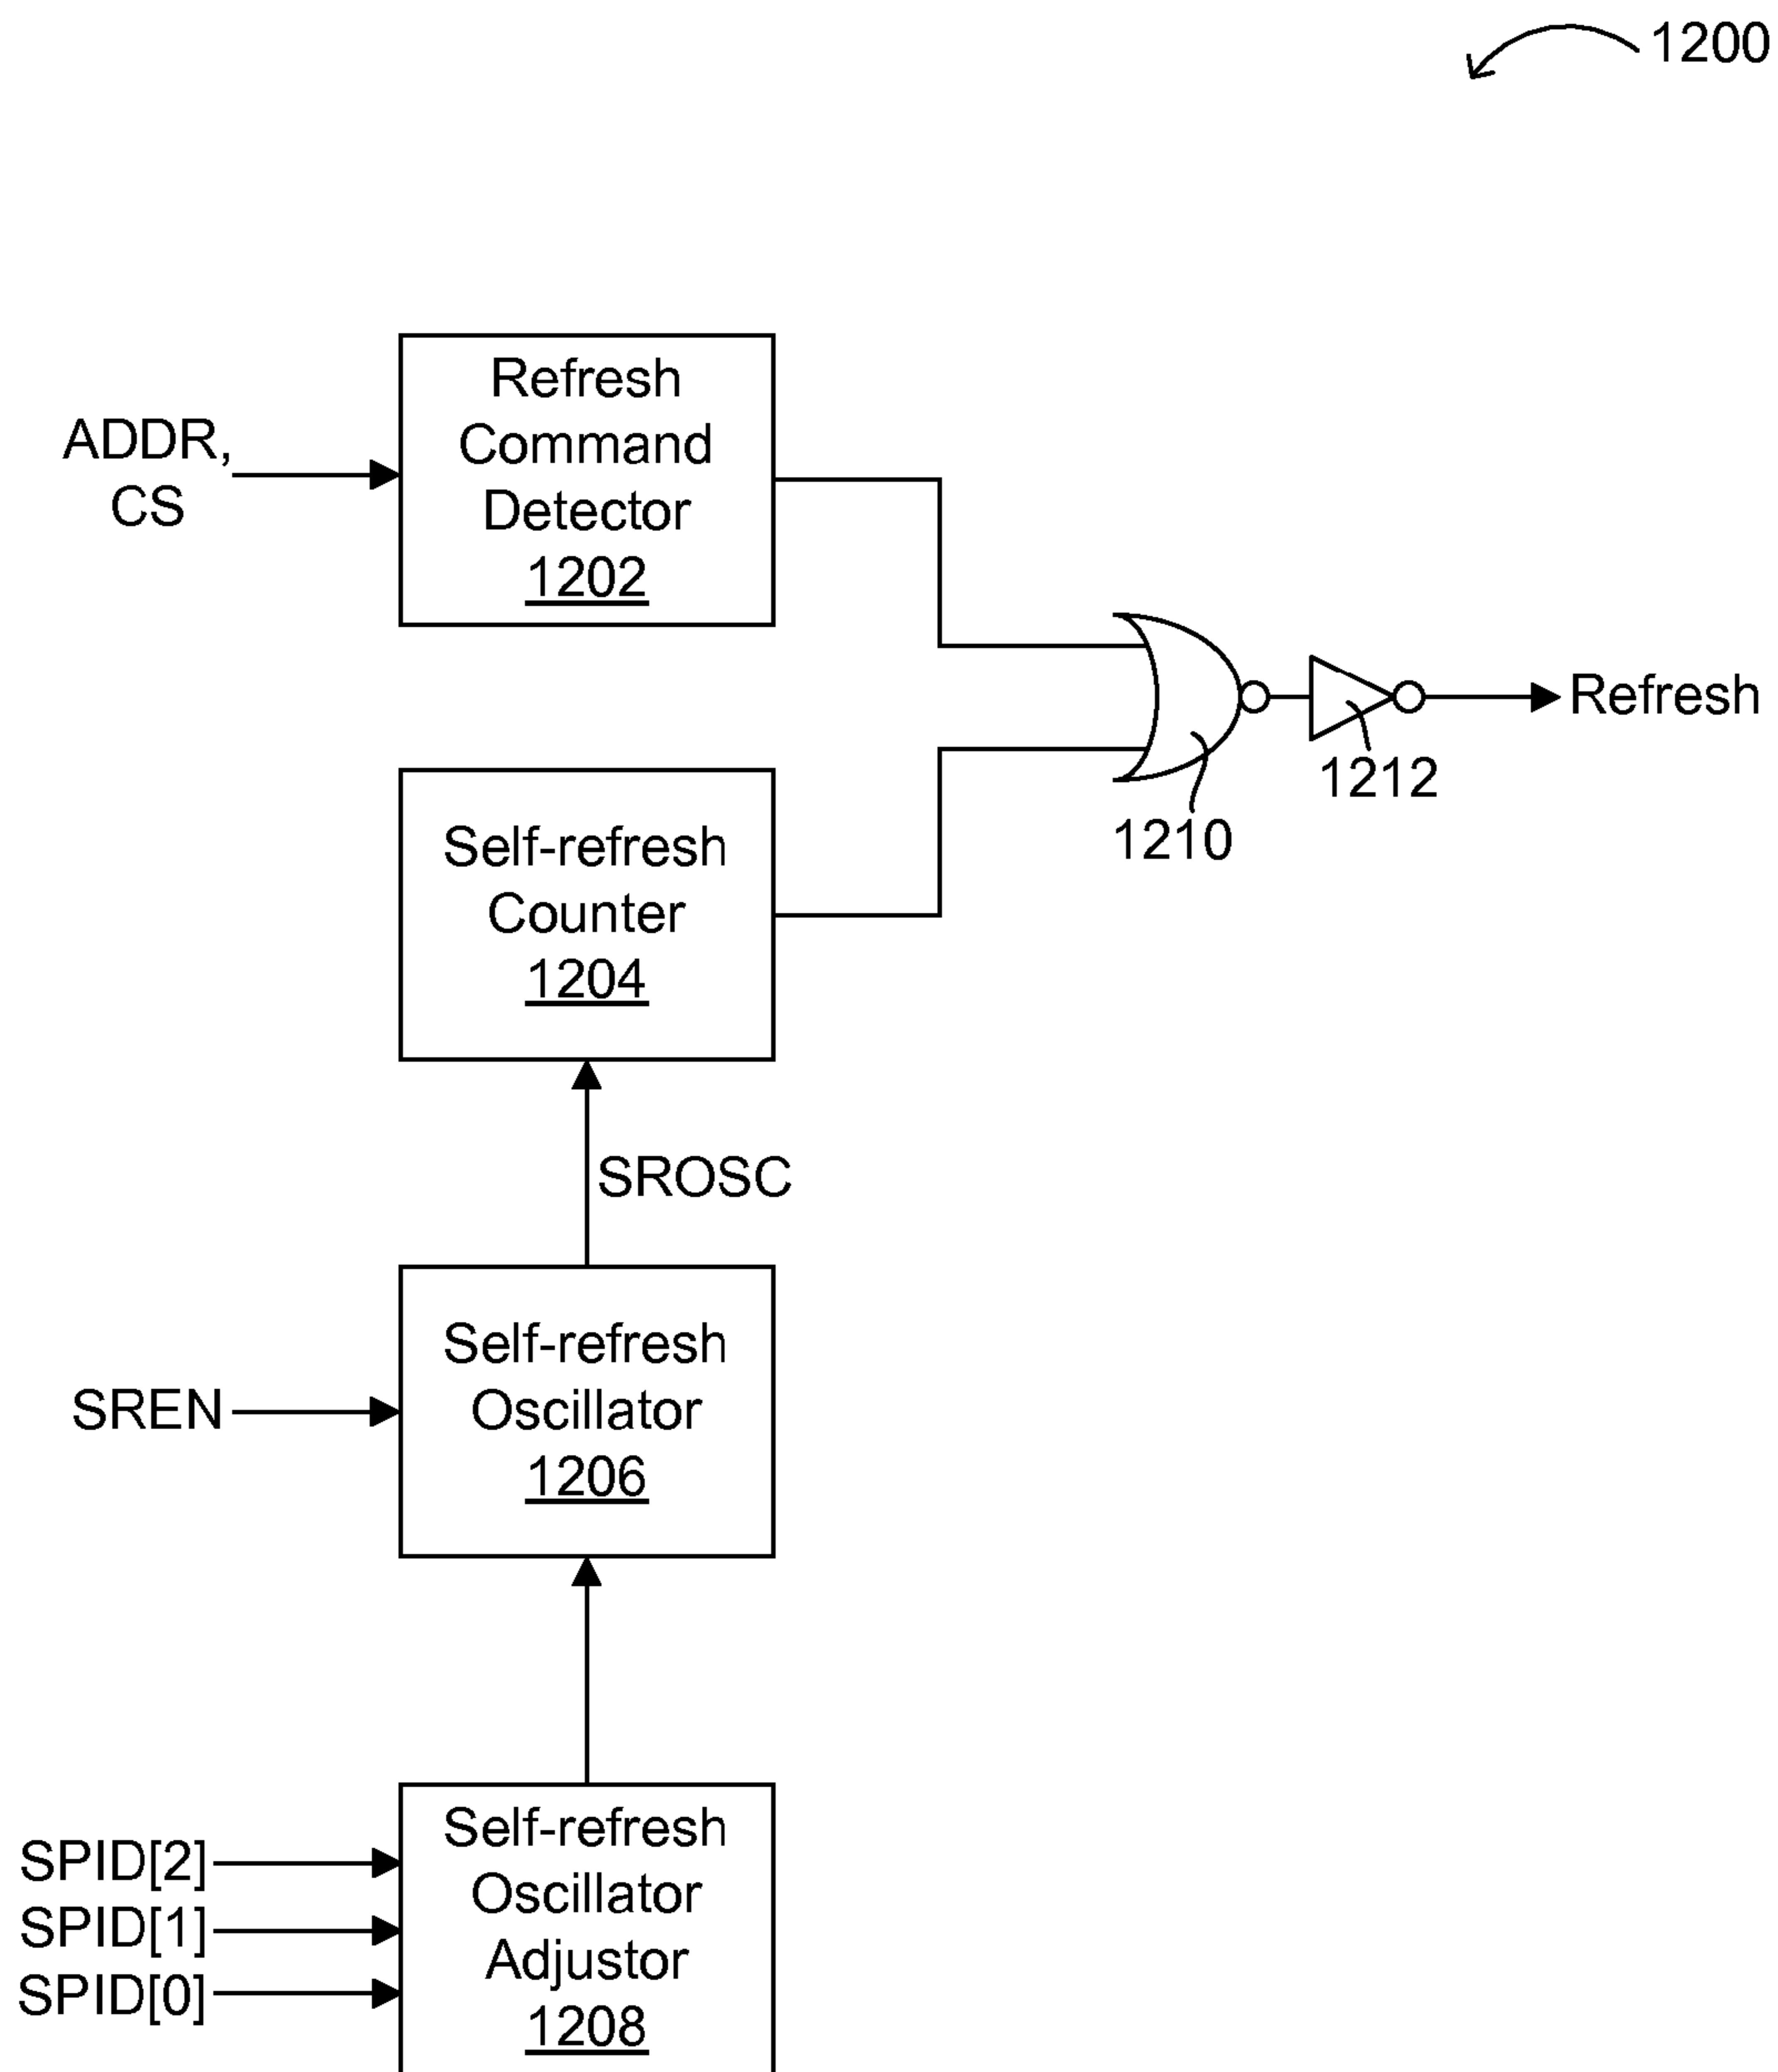 1200
ADDR,
CS
Refresh
Command
Detector
1202
Refresh
1212
1210
Self-refresh
Counter
1204
SROSC
SREN
Self-refresh
Oscillator
1206
SPID[2]
SPID[1]
SPID[0]
Self-refresh
Oscillator
Adjustor
1208